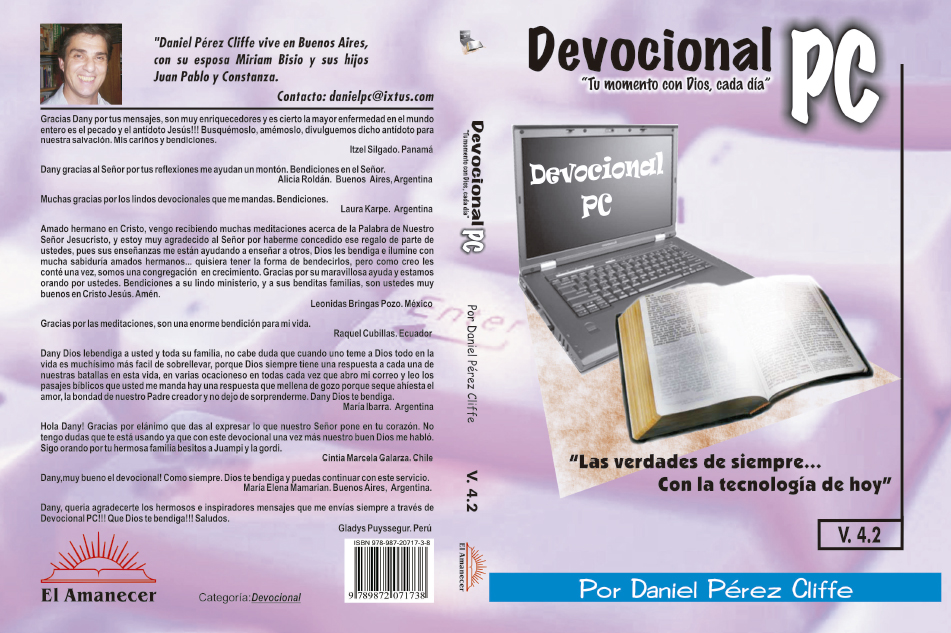 "Daniel Pérez Cliffe vive en Buenos Aires,
con su esposa Miriam Bisio y sus hijos
Juan Pablo y Constanza.
Contacto: danielpc@ixtus.com
Gracias Dany por tus mensajes, son muy enriquecedores y es cierto la mayor enfermedad en el mundo
entero es el pecado y el antídoto Jesús!!! Busquémoslo, amémoslo, divulguemos dicho antidoto para
nuestra salvación. Mis cariños y bendiciones.
Itzel Silgado. Panamá
Dany gracias al Señor por tus reflexiones me ayudan un montón. Bendiciones en el Señor.
Alicia Roldán. Buenos Aires, Argentina
Muchas gracias por los lindos devocionales que me mandas. Bendiciones.
Laura Karpe. Argentina
Amado hermano en Cristo, vengo recibiendo muchas meditaciones acerca de la Palabra de Nuestro
Señor Jesucristo, y estoy muy agradecido al Señor por haberme concedido ese regalo de parte de
ustedes, pues sus enseñanzas me están ayudando a enseñar a otros, Dios les bendiga e ilumine con
mucha sabiduría amados hermanos... quisiera tener la forma de bendecirlos, pero como creo les
conté una vez, somos una congregación en crecimiento. Gracias por su maravillosa ayuda y estamos
orando por ustedes. Bendiciones a su lindo ministerio, y a sus benditas familias, son ustedes muy
buenos en Cristo Jesús. Amén.
Leonidas Bringas Pozo. México
Gracias por las meditaciones, son una enorme bendición para mi vida.
Raquel Cubillas. Ecuador
Dany Dios lebendiga a usted y toda su familia, no cabe duda que cuando uno teme a Dios todo en la
vida es muchísimo más facil de sobrellevar, porque Dios siempre tiene una respuesta a cada una de
nuestras batallas en esta vida, en varias ocacioneso en todas cada vez que abro mi correo y leo los
pasajes bíblicos que usted me manda hay una respuesta que mellena de gozo porque seque ahíesta el
amor, la bondad de nuestro Padre creador y no dejo de sorprenderme. Dany Dios te bendiga.
María Ibarra. Argentina
Hola Dany! Gracias por elánimo que das al expresar lo que nuestro Señor pone en tu corazón. No
tengo dudas que te está usando ya que con este devocional una vez más nuestro buen Dios me habló.
Sigo orando por tu hermosa familia besitos a Juampi y la gordi.
Cintia Marcela Galarza. Chile
Dany,muy bueno el devocional! Como siempre. Dios te bendiga y puedas continuar con este servicio.
María Elena Mamarian. Buenos Aires, Argentina.
Dany, quería agradecerte los hermosos e inspiradores mensajes que me envías siempre a través de
Devocional PC!!! Que Dios te bendiga!!! Saludos.
Gladys Puyssegur. Perú
El Amanecer
Categoría:Devocional
ISBN 978-987-20717-3-8
9 789872 071738
Devocional PC
"Tu momento con Dios, cada día"
Por Daniel Pérez Cliffe
V. 4.2
El Amanecer
Devocional PC
"Tu momento con Dios, cada día"
Devocional
PC
Enter
"Las verdades de siempre...
Con la tecnología de hoy"
V. 4.2
Por Daniel Pérez Cliffe